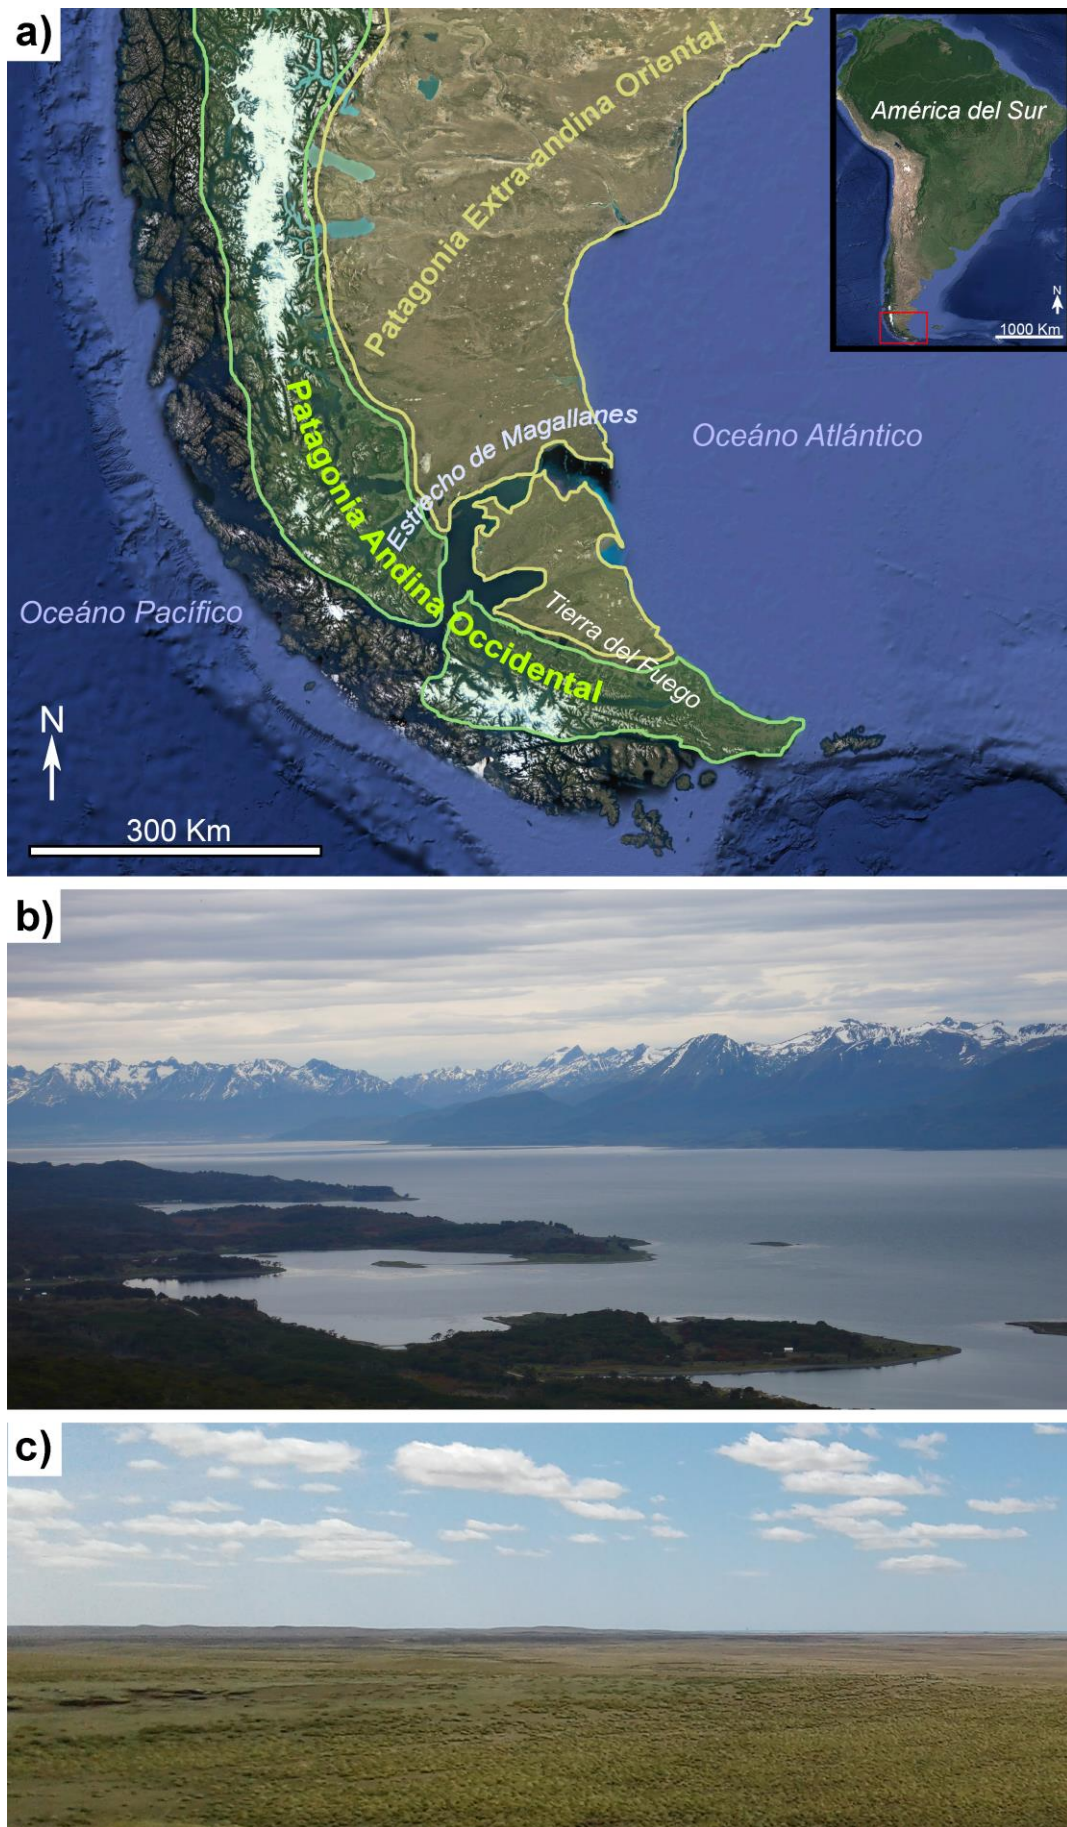 a)
América del Sur
N
1000 Km
Patagonia Extra-andina Oriental
Estrecho de Magallanes
Oceáno Atlántico
Patagonia Andina Occidental
Oceáno Pacífico
Tierra del Fuego
N
300 Km
b)
c)